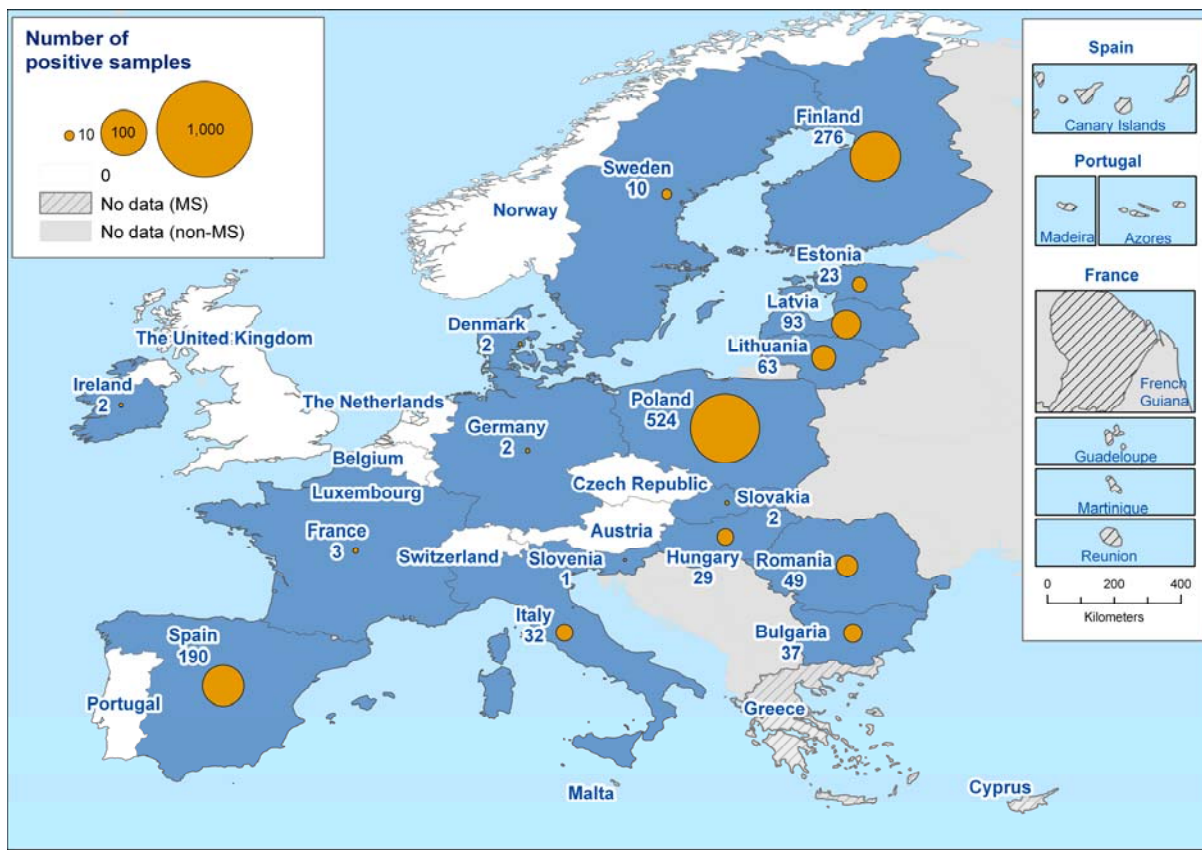 Number of
positive samples
10
100
1,000
0
No data (MS)
No data (non-MS)
Finland
276
Sweden
10
Norway
Estonia
23
Latvia
93
Lithuania
63
Denmark
2
The United Kingdom
Ireland
2
The Netherlands
Poland
524
Germany
2
Belgium
Czech Republic
Luxembourg
Slovakia
2
France
3
Austria
Switzerland
Slovenia
1
Hungary
29
Romania
49
Italy
32
Bulgaria
37
Spain
190
Portugal
Greece
Malta
Cyprus
Spain
Canary Islands
Portugal
Madeira
Azores
France
French
Guiana
Guadeloupe
Martinique
Reunion
0 200 400
Kilometers